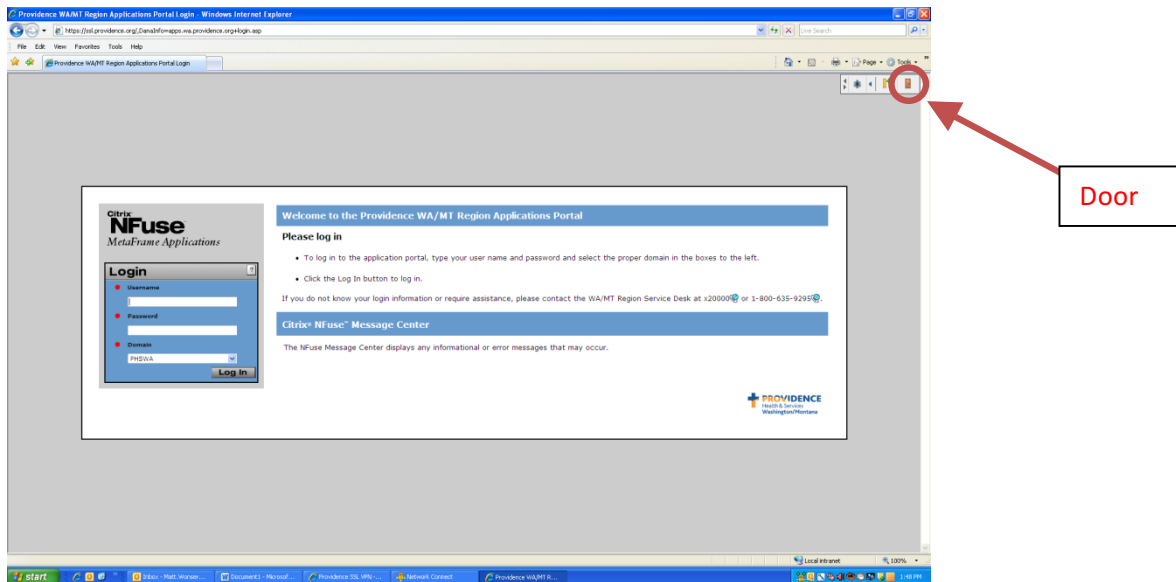 Providence WA/MT Region Applications Portal Login - Windows Internet Explorer
https://ssl.providence.org/,DanaInfo=apps.wa.providence.org+login.asp
Live Search
File Edit View Favorites Tools Help
Providence WA/MT Region Applications Portal Login
Page Tools
Door
Citrix
NFuse
MetaFrame Applications
Login
Username
Password
Domain
PHSWA
Log In
Welcome to the Providence WA/MT Region Applications Portal
Please log in
• To log in to the application portal, type your user name and password and select the proper domain in the boxes to the left.
• Click the Log In button to log in.
If you do not know your login information or require assistance, please contact the WA/MT Region Service Desk at x20000 or 1-800-635-9295.
Citrix® NFuse™ Message Center
The NFuse Message Center displays any informational or error messages that may occur.
PROVIDENCE
Health & Services
Washington/Montana
Local intranet 100%
start
Inbox - Matt.Wonser...
Document1 - Microsof...
Providence SSL VPN -...
Network Connect
Providence WA/MT R...
1:48 PM